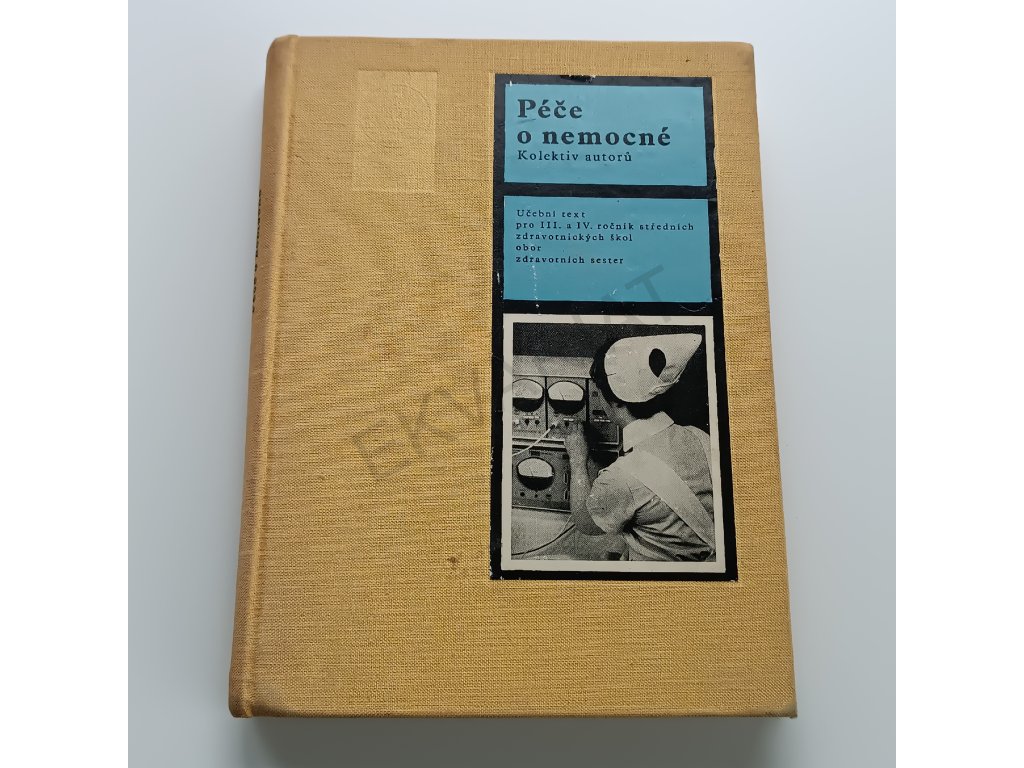 Péče
o nemocné
Kolektiv autorů
Učební text
pro III. a IV. ročník středních
zdravotnických škol
obor
zdravotních sester